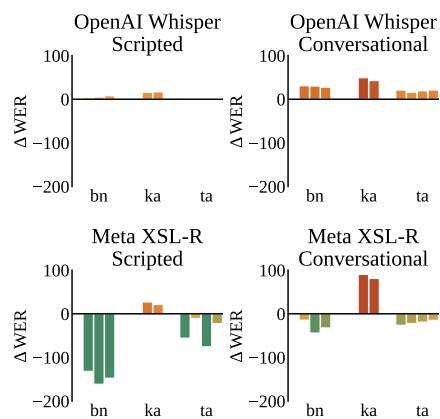 OpenAI Whisper
Scripted
ΔWER
100
0
−100
−200
bn ka ta
OpenAI Whisper
Conversational
ΔWER
100
0
−100
−200
bn ka ta
Meta XSL-R
Scripted
ΔWER
100
0
−100
−200
bn ka ta
Meta XSL-R
Conversational
ΔWER
100
0
−100
−200
bn ka ta